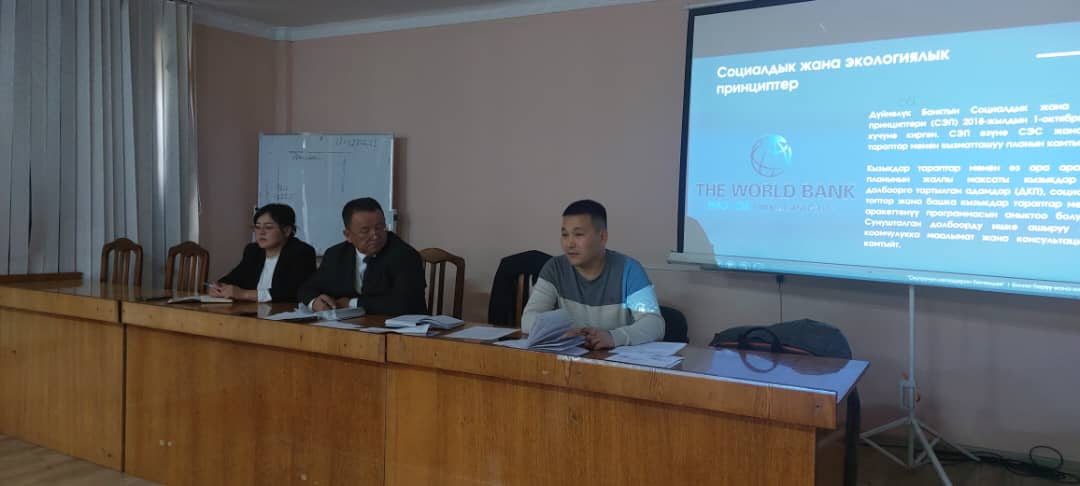 Социалдык жана экологиялык
принциптер
Дүйнөлүк Банктын Социалдык жана
принциптери (СЭП) 2018-жылдын 1-октябр
күчүнө кирген. СЭП өзүнө СЭС жана
тараптар менен кызматташуу планын камты
THE WORLD BANK
Кызыкдар тараптар менен өз ара ара
планынын жалпы максаты кызыкдар
долбоорго тартылган адамдар (ДКП), социа
топтор жана башка кызыкдар тараптар ме
аракеттенүү программасын аныктоо болу
Сунушталган долбоорду ишке ашыруу
коомчулукка маалымат жана консультаци
камтыйт.